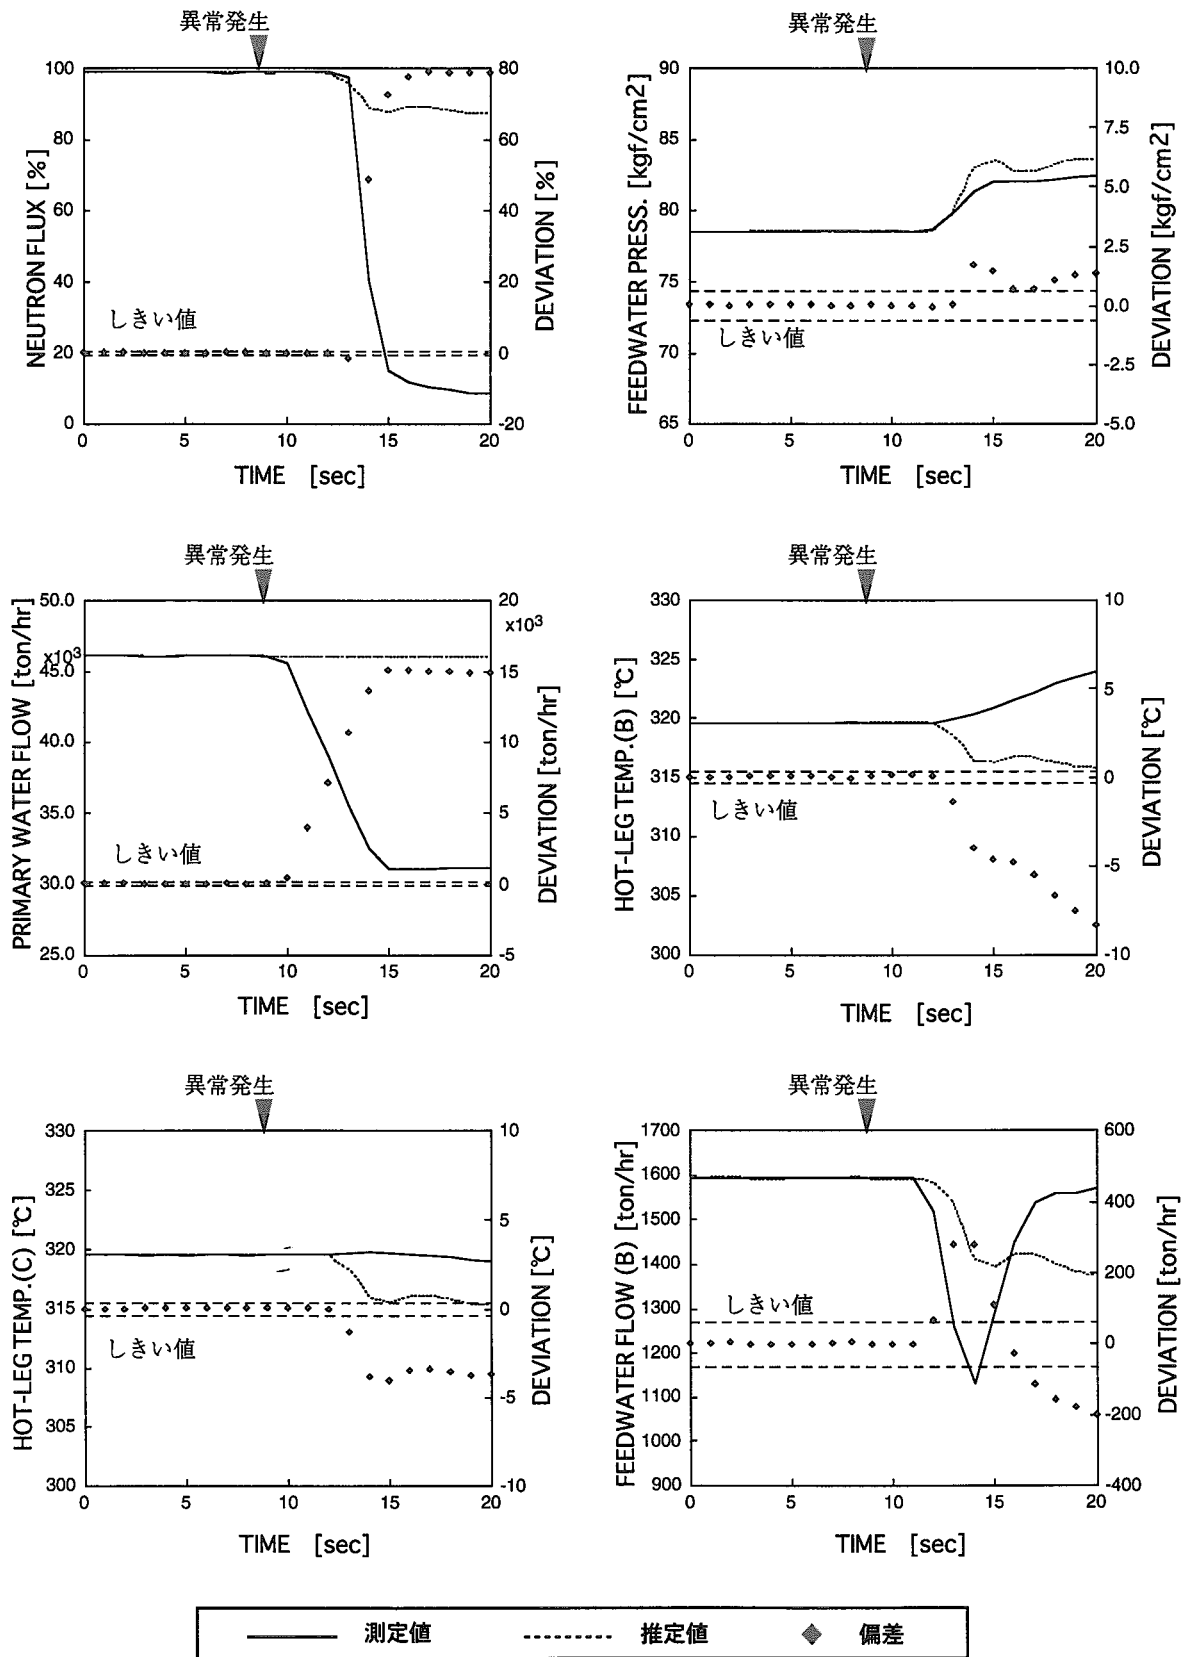 異常発生
NEUTRON FLUX [%]
100
80
60
40
20
0
80
60
40
20
0
-20
DEVIATION [%]
しきい値
0 5 10 15 20
TIME [sec]
異常発生
FEEDWATER PRESS. [kgf/cm2]
90
85
80
75
70
65
10.0
7.5
5.0
2.5
0.0
-2.5
-5.0
DEVIATION [kgf/cm2]
しきい値
0 5 10 15 20
TIME [sec]
異常発生
PRIMARY WATER FLOW [ton/hr]
50.0
x10³
45.0
40.0
35.0
30.0
25.0
20
x10³
15
10
5
0
-5
DEVIATION [ton/hr]
しきい値
0 5 10 15 20
TIME [sec]
異常発生
HOT-LEG TEMP.(B) [℃]
330
325
320
315
310
305
300
10
5
0
-5
-10
DEVIATION [℃]
しきい値
0 5 10 15 20
TIME [sec]
異常発生
HOT-LEG TEMP.(C) [℃]
330
325
320
315
310
305
300
10
5
0
-5
-10
DEVIATION [℃]
しきい値
0 5 10 15 20
TIME [sec]
異常発生
FEEDWATER FLOW (B) [ton/hr]
1700
1600
1500
1400
1300
1200
1100
1000
900
600
400
200
0
-200
-400
DEVIATION [ton/hr]
しきい値
0 5 10 15 20
TIME [sec]
測定値 推定値 偏差